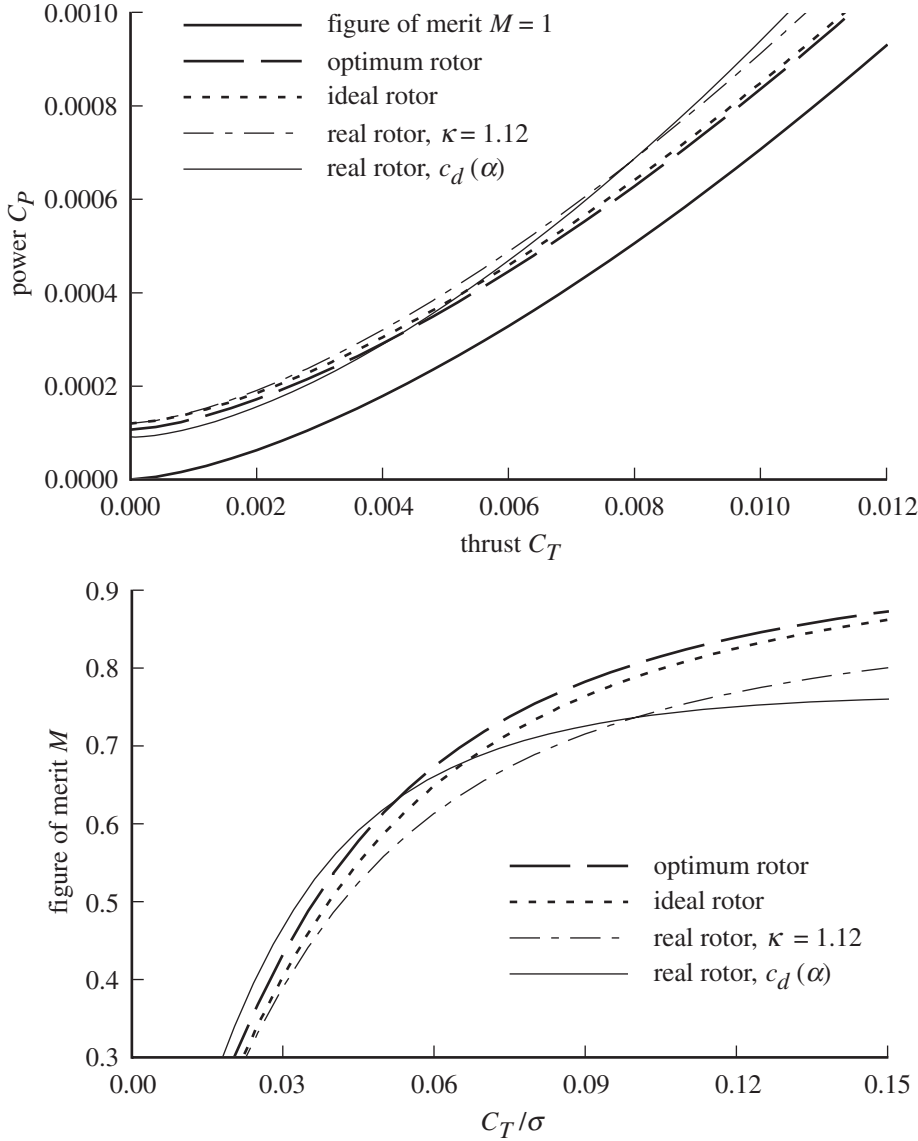 0.0010
0.0008
0.0006
0.0004
0.0002
0.0000
power C_P
figure of merit M = 1
optimum rotor
ideal rotor
real rotor, κ = 1.12
real rotor, c_d (α)
0.000 0.002 0.004 0.006 0.008 0.010 0.012
thrust C_T
0.9
0.8
0.7
0.6
0.5
0.4
0.3
figure of merit M
optimum rotor
ideal rotor
real rotor, κ = 1.12
real rotor, c_d (α)
0.00 0.03 0.06 0.09 0.12 0.15
C_T/σ